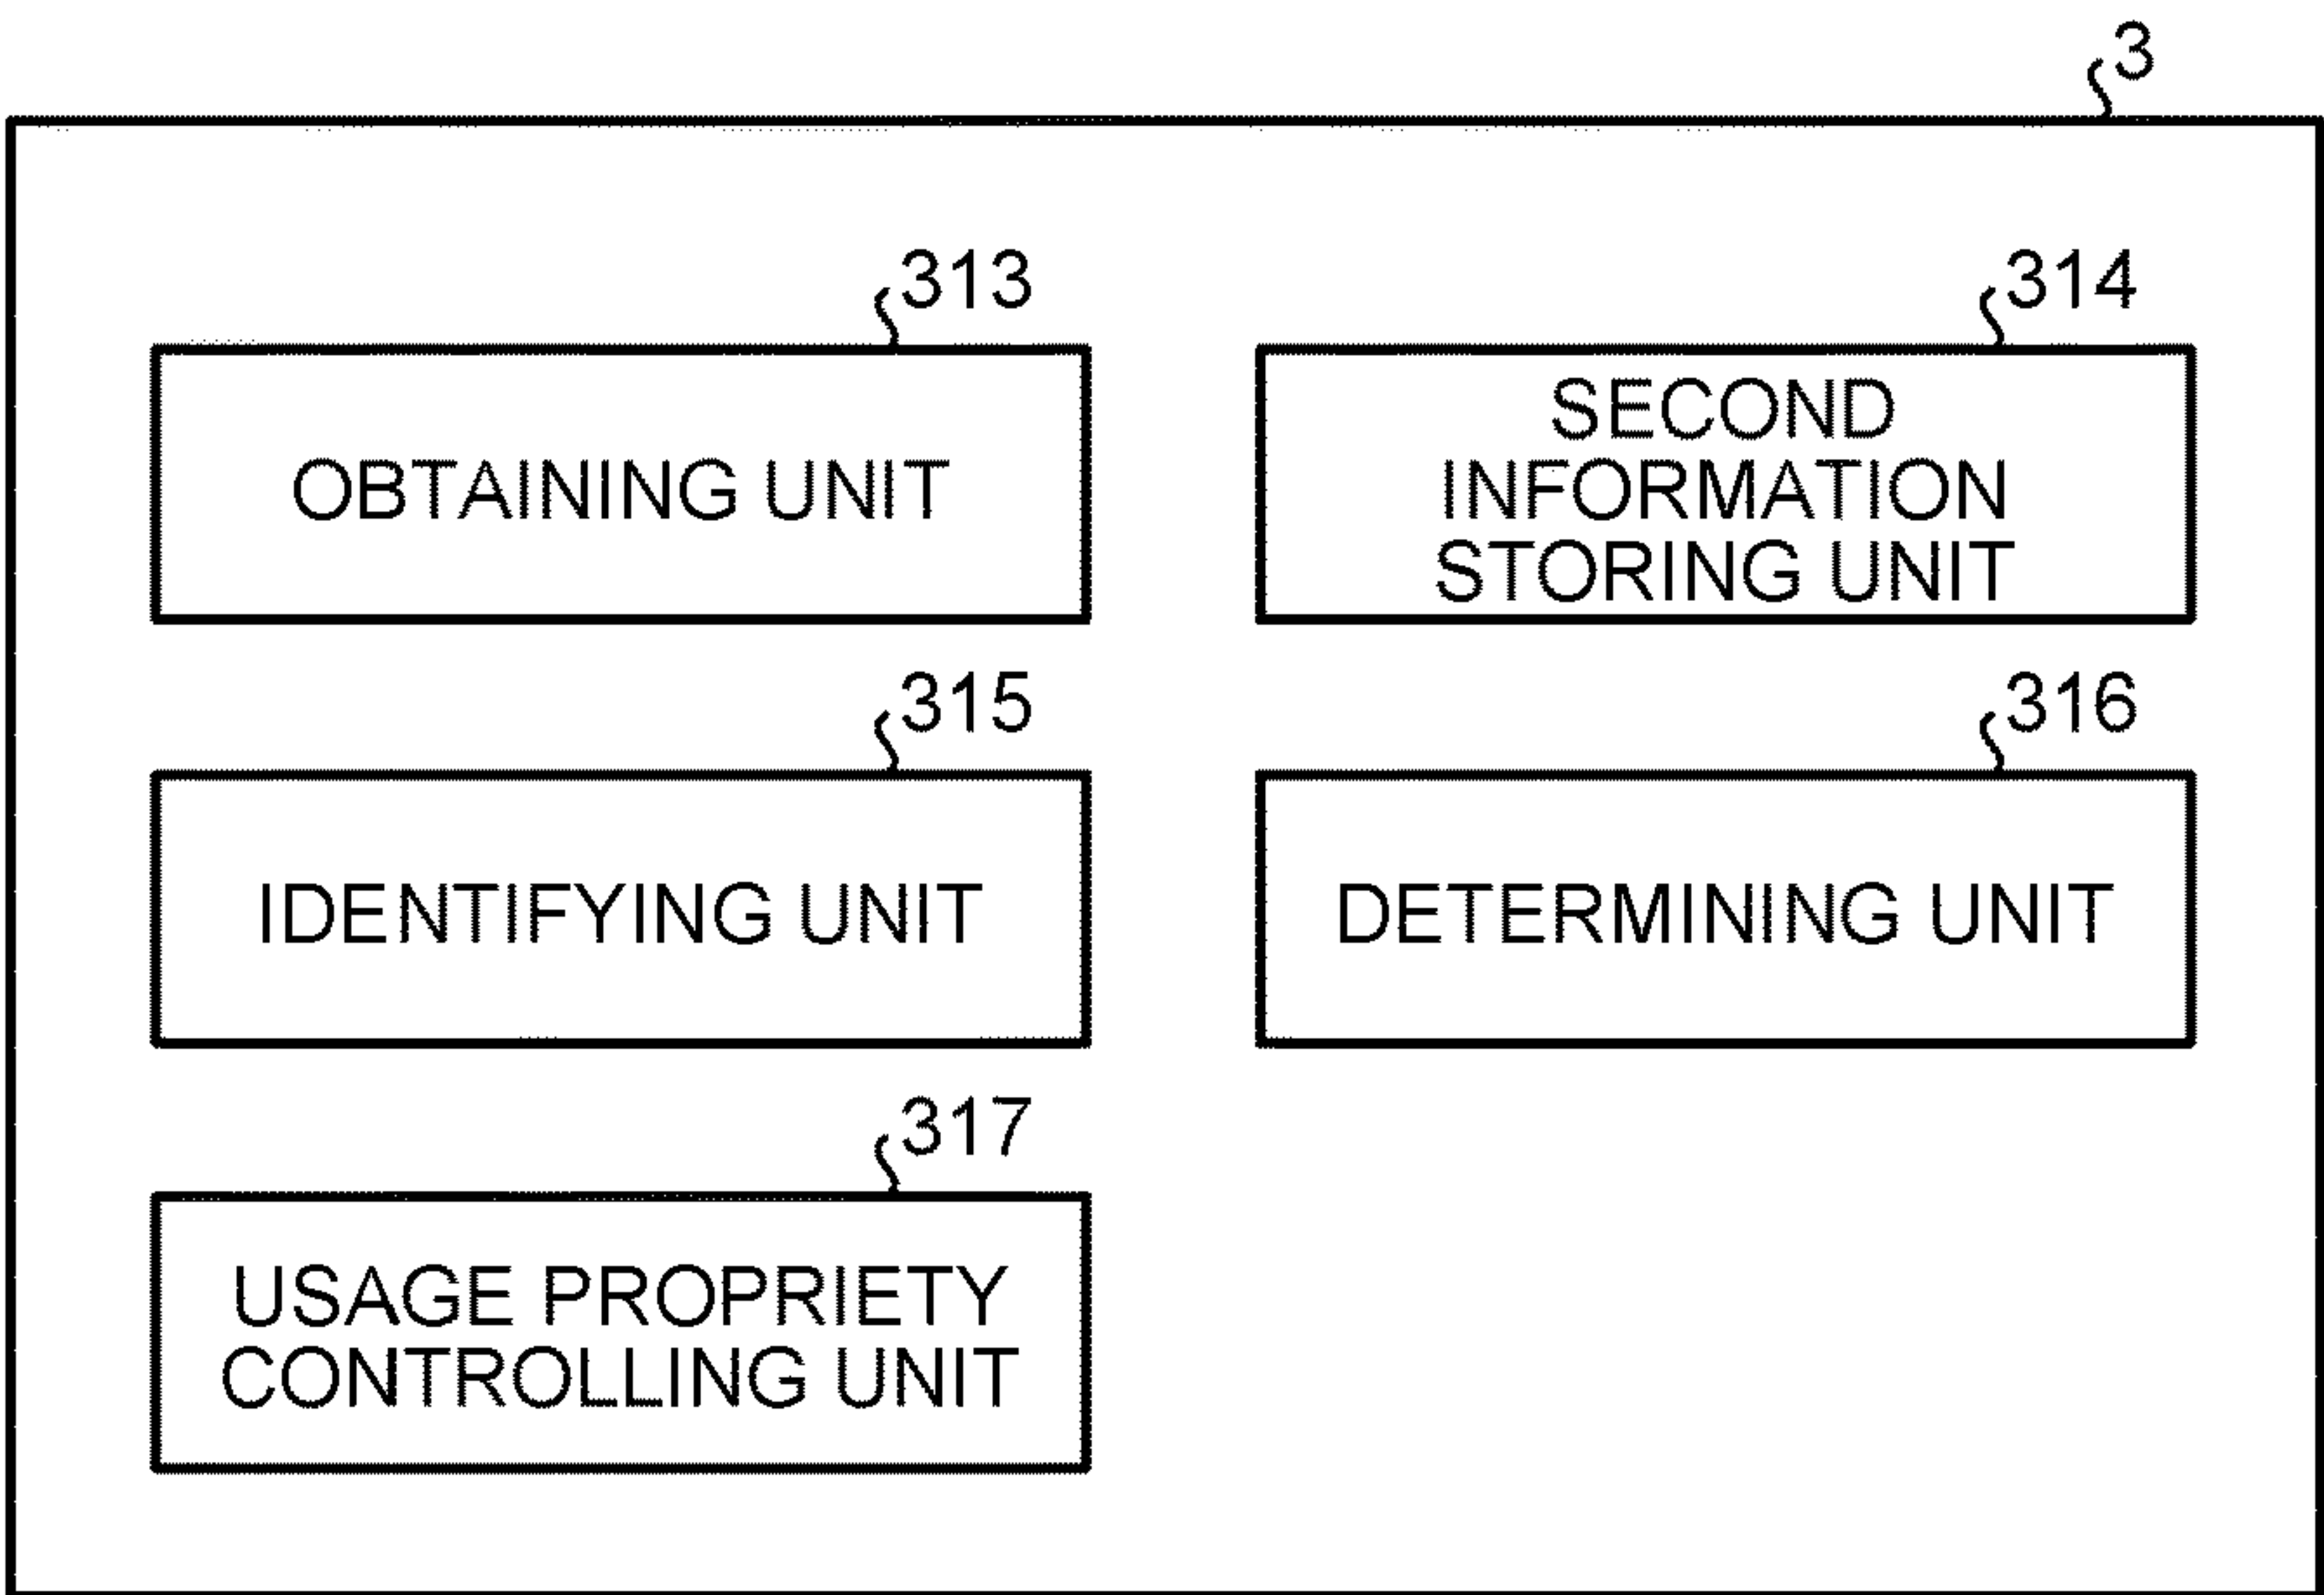 3
313
OBTAINING UNIT
314
SECOND
INFORMATION
STORING UNIT
315
IDENTIFYING UNIT
316
DETERMINING UNIT
317
USAGE PROPRIETY
CONTROLLING UNIT